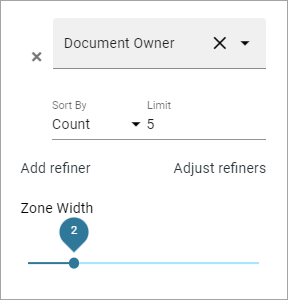 Document Owner
Sort By Limit
Count 5
Add refiner Adjust refiners
Zone Width
2